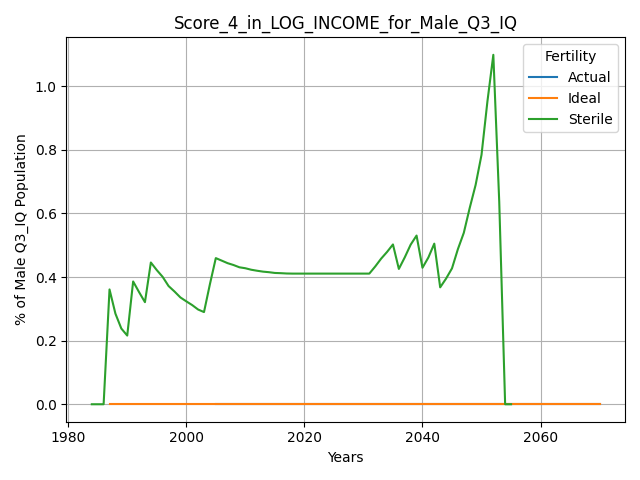 Score_4_in_LOG_INCOME_for_Male_Q3_IQ
% of Male Q3_IQ Population
1.0
0.8
0.6
0.4
0.2
0.0
Fertility
Actual
Ideal
Sterile
1980 2000 2020 2040 2060
Years